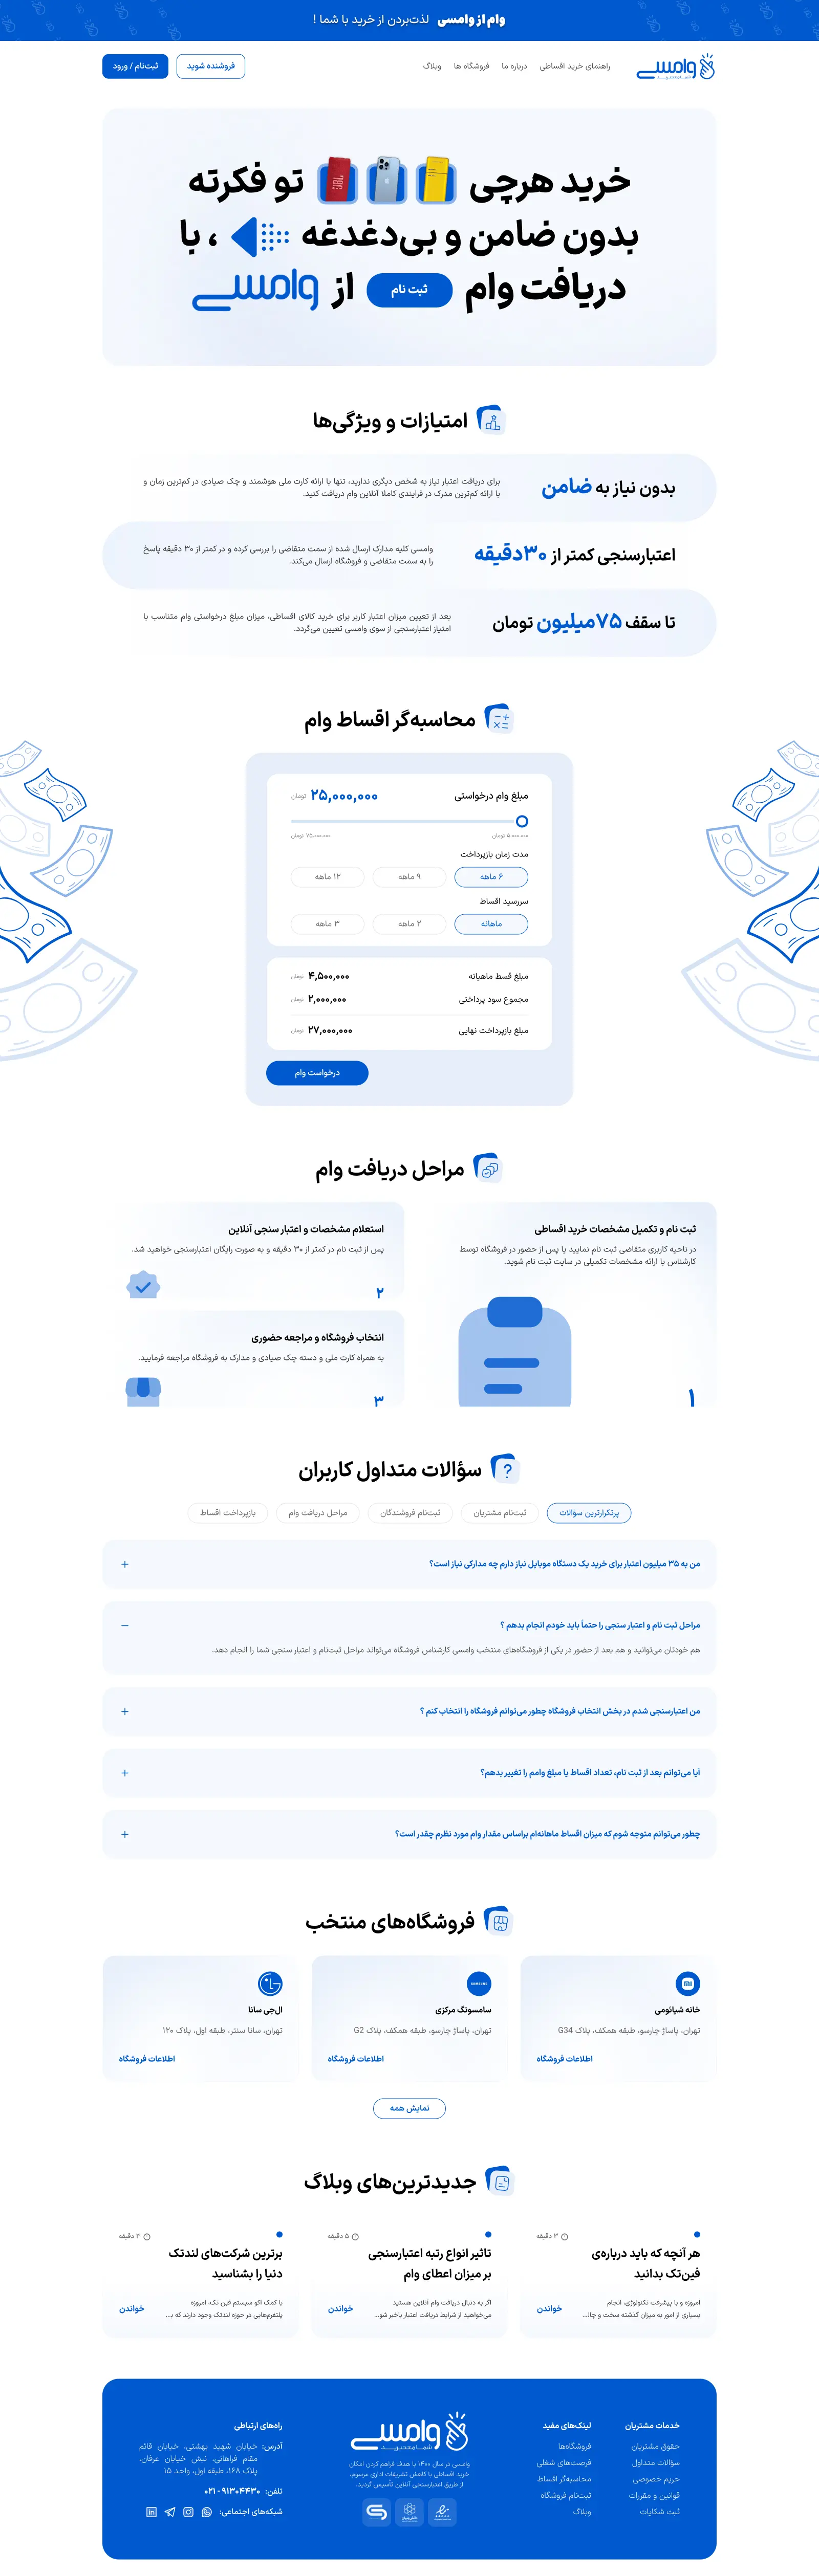 وام از وامسی لذت‌بردن از خرید با شما !
وامسی
شما معتبریـــد
راهنمای خرید اقساطی
درباره ما
فروشگاه ها
وبلاگ
فروشنده شوید
ثبت‌نام / ورود
خرید هرچی تو فکرته
بدون ضامن و بی‌دغدغه ، با
دریافت وام ثبت نام از وامسی
امتیازات و ویژگی‌ها
بدون نیاز به ضامن
برای دریافت اعتبار نیاز به شخص دیگری ندارید، تنها با ارائه کارت ملی هوشمند و چک صیادی در کم‌ترین زمان و
با ارائه کم‌ترین مدرک در فرایندی کاملا آنلاین وام دریافت کنید.
اعتبارسنجی کمتر از ۳۰دقیقه
وامسی کلیه مدارک ارسال شده از سمت متقاضی را بررسی کرده و در کمتر از ۳۰ دقیقه پاسخ
را به سمت متقاضی و فروشگاه ارسال می‌کند.
تا سقف ۷۵میلیون تومان
بعد از تعیین میزان اعتبار کاربر برای خرید کالای اقساطی، میزان مبلغ درخواستی وام متناسب با
امتیاز اعتبارسنجی از سوی وامسی تعیین می‌گردد.
محاسبه‌گر اقساط وام
مبلغ وام درخواستی
۲۵,۰۰۰,۰۰۰ تومان
۵.۰۰۰.۰۰۰ تومان
۷۵.۰۰۰.۰۰۰ تومان
مدت زمان بازپرداخت
۶ ماهه
۹ ماهه
۱۲ ماهه
سررسید اقساط
ماهانه
۲ ماهه
۳ ماهه
مبلغ قسط ماهیانه
۴,۵۰۰,۰۰۰ تومان
مجموع سود پرداختی
۲,۰۰۰,۰۰۰ تومان
مبلغ بازپرداخت نهایی
۲۷,۰۰۰,۰۰۰ تومان
درخواست وام
مراحل دریافت وام
ثبت نام و تکمیل مشخصات خرید اقساطی
در ناحیه کاربری متقاضی ثبت نام نمایید یا پس از حضور در فروشگاه توسط
کارشناس با ارائه مشخصات تکمیلی در سایت ثبت نام شوید.
۱
استعلام مشخصات و اعتبار سنجی آنلاین
پس از ثبت نام در کمتر از ۳۰ دقیقه و به صورت رایگان اعتبارسنجی خواهید شد.
۲
انتخاب فروشگاه و مراجعه حضوری
به همراه کارت ملی و دسته چک صیادی و مدارک به فروشگاه مراجعه فرمایید.
۳
سؤالات متداول کاربران
پرتکرارترین سؤالات
ثبت‌نام مشتریان
ثبت‌نام فروشندگان
مراحل دریافت وام
بازپرداخت اقساط
من به ۳۵ میلیون اعتبار برای خرید یک دستگاه موبایل نیاز دارم چه مدارکی نیاز است؟
مراحل ثبت نام و اعتبار سنجی را حتماً باید خودم انجام بدهم ؟
هم خودتان می‌توانید و هم بعد از حضور در یکی از فروشگاه‌های منتخب وامسی کارشناس فروشگاه می‌تواند مراحل ثبت‌نام و اعتبار سنجی شما را انجام دهد.
من اعتبارسنجی شدم در بخش انتخاب فروشگاه چطور می‌توانم فروشگاه را انتخاب کنم ؟
آیا می‌توانم بعد از ثبت نام، تعداد اقساط یا مبلغ وامم را تغییر بدهم؟
چطور می‌توانم متوجه شوم که میزان اقساط ماهانه‌ام براساس مقدار وام مورد نظرم چقدر است؟
فروشگاه‌های منتخب
خانه شیائومی
تهران، پاساژ چارسو، طبقه همکف، پلاک G34
اطلاعات فروشگاه
SAMSUNG
سامسونگ مرکزی
تهران، پاساژ چارسو، طبقه همکف، پلاک G2
اطلاعات فروشگاه
ال‌جی سانا
تهران، سانا سنتر، طبقه اول، پلاک ۱۲۰
اطلاعات فروشگاه
نمایش همه
جدیدترین‌های وبلاگ
۳ دقیقه
هر آنچه که باید درباره‌ی
فین‌تک بدانید
امروزه و با پیشرفت تکنولوژی، انجام
بسیاری از امور به میزان گذشته سخت و چال...
خواندن
۵ دقیقه
تاثیر انواع رتبه اعتبارسنجی
بر میزان اعطای وام
اگر به دنبال دریافت وام آنلاین هستید
می‌خواهید از شرایط دریافت اعتبار باخبر شو...
خواندن
۳ دقیقه
برترین شرکت‌های لندتک
دنیا را بشناسید
با کمک اکو سیستم فین تک، امروزه
پلتفرم‌هایی در حوزه لندتک وجود دارند که بـ...
خواندن
خدمات مشتریان
حقوق مشتریان
سؤالات متداول
حریم خصوصی
قوانین و مقررات
ثبت شکایات
لینک‌های مفید
فروشگاه‌ها
فرصت‌های شغلی
محاسبه‌گر اقساط
ثبت‌نام فروشگاه
وبلاگ
وامسی
شما معتبریـــد
وامسی در سال ۱۴۰۰ با هدف فراهم کردن امکان
خرید اقساطی با کاهش تشریفات اداری مرسوم،
از طریق اعتبارسنجی آنلاین تأسیس گردید.
راه‌های ارتباطی
آدرس: خیابان شهید بهشتی، خیابان قائم
مقام فراهانی، نبش خیابان عرفان،
پلاک ۱۶۸، طبقه اول، واحد ۱۵
تلفن: ۰۲۱ - ۹۱۳۰۴۴۳۰
شبکه‌های اجتماعی: